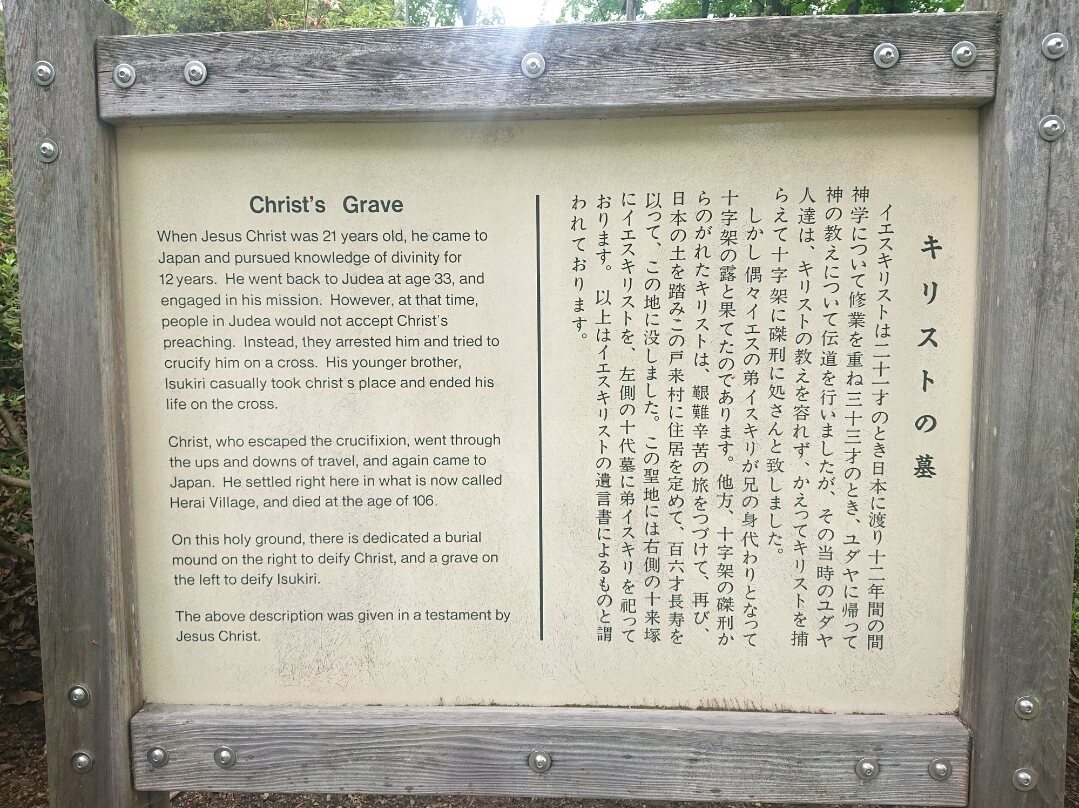 Christ's Grave
When Jesus Christ was 21 years old, he came to
Japan and pursued knowledge of divinity for
12 years. He went back to Judea at age 33, and
engaged in his mission. However, at that time,
people in Judea would not accept Christ's
preaching. Instead, they arrested him and tried to
crucify him on a cross. His younger brother,
Isukiri casually took christ's place and ended his
life on the cross.
Christ, who escaped the crucifixion, went through
the ups and downs of travel, and again came to
Japan. He settled right here in what is now called
Herai Village, and died at the age of 106.
On this holy ground, there is dedicated a burial
mound on the right to deify Christ, and a grave on
the left to deify Isukiri.
The above description was given in a testament by
Jesus Christ.
キリストの墓
イエスキリストは二十一才のとき日本に渡り十二年間の間
神学について修業を重ね三十三才のとき、ユダヤに帰って
神の教えについて伝道を行いましたが、その当時のユダヤ
人達は、キリストの教えを容れず、かえってキリストを捕
らえて十字架に磔刑に処さんと致しました。
しかし偶々イエスの弟イスキリが兄の身代わりとなって
十字架の露と果てたのであります。他方、十字架の磔刑か
らのがれたキリストは、艱難辛苦の旅をつづけて、再び、
日本の土を踏みこの戸来村に住居を定めて、百六才長寿を
以って、この地に没しました。この聖地には右側の十来塚
にイエスキリストを、左側の十代墓に弟イスキリを祀って
おります。以上はイエスキリストの遺言書によるものと謂
われております。